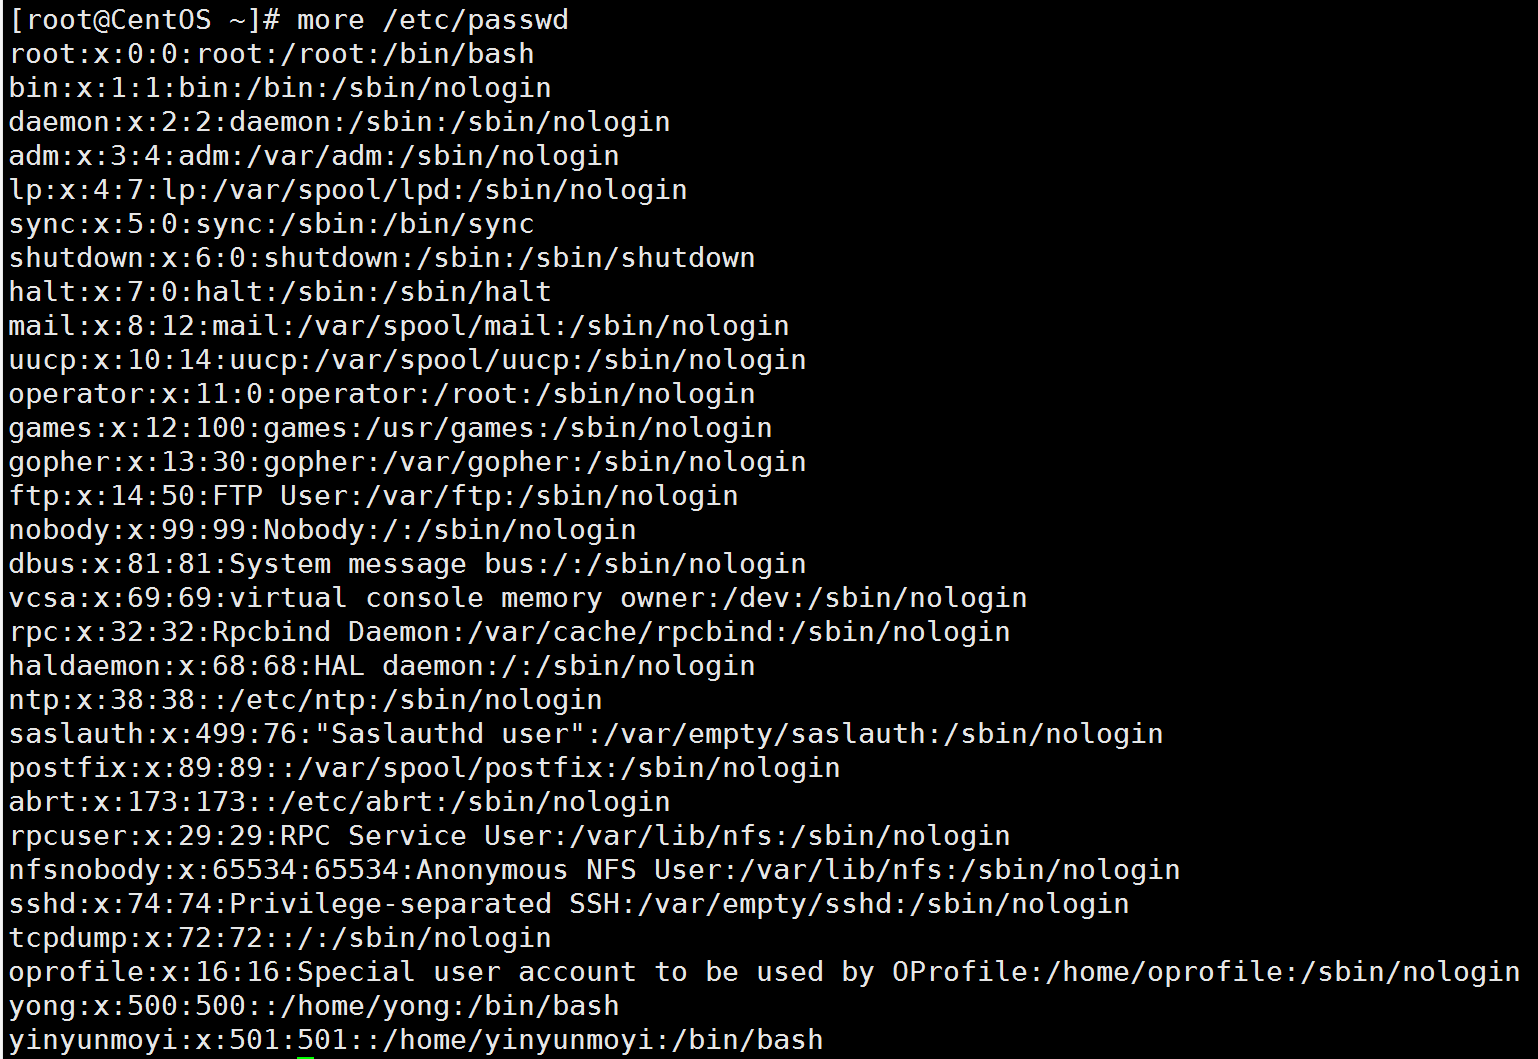 [root@CentOS ~]# more /etc/passwd
root:x:0:0:root:/root:/bin/bash
bin:x:1:1:bin:/bin:/sbin/nologin
daemon:x:2:2:daemon:/sbin:/sbin/nologin
adm:x:3:4:adm:/var/adm:/sbin/nologin
lp:x:4:7:lp:/var/spool/lpd:/sbin/nologin
sync:x:5:0:sync:/sbin:/bin/sync
shutdown:x:6:0:shutdown:/sbin:/sbin/shutdown
halt:x:7:0:halt:/sbin:/sbin/halt
mail:x:8:12:mail:/var/spool/mail:/sbin/nologin
uucp:x:10:14:uucp:/var/spool/uucp:/sbin/nologin
operator:x:11:0:operator:/root:/sbin/nologin
games:x:12:100:games:/usr/games:/sbin/nologin
gopher:x:13:30:gopher:/var/gopher:/sbin/nologin
ftp:x:14:50:FTP User:/var/ftp:/sbin/nologin
nobody:x:99:99:Nobody:/:/sbin/nologin
dbus:x:81:81:System message bus:/:/sbin/nologin
vcsa:x:69:69:virtual console memory owner:/dev:/sbin/nologin
rpc:x:32:32:Rpcbind Daemon:/var/cache/rpcbind:/sbin/nologin
haldaemon:x:68:68:HAL daemon:/:/sbin/nologin
ntp:x:38:38::/etc/ntp:/sbin/nologin
saslauth:x:499:76:"Saslauthd user":/var/empty/saslauth:/sbin/nologin
postfix:x:89:89::/var/spool/postfix:/sbin/nologin
abrt:x:173:173::/etc/abrt:/sbin/nologin
rpcuser:x:29:29:RPC Service User:/var/lib/nfs:/sbin/nologin
nfsnobody:x:65534:65534:Anonymous NFS User:/var/lib/nfs:/sbin/nologin
sshd:x:74:74:Privilege-separated SSH:/var/empty/sshd:/sbin/nologin
tcpdump:x:72:72::/:/sbin/nologin
oprofile:x:16:16:Special user account to be used by OProfile:/home/oprofile:/sbin/nologin
yong:x:500:500::/home/yong:/bin/bash
yinyunmoyi:x:501:501::/home/yinyunmoyi:/bin/bash